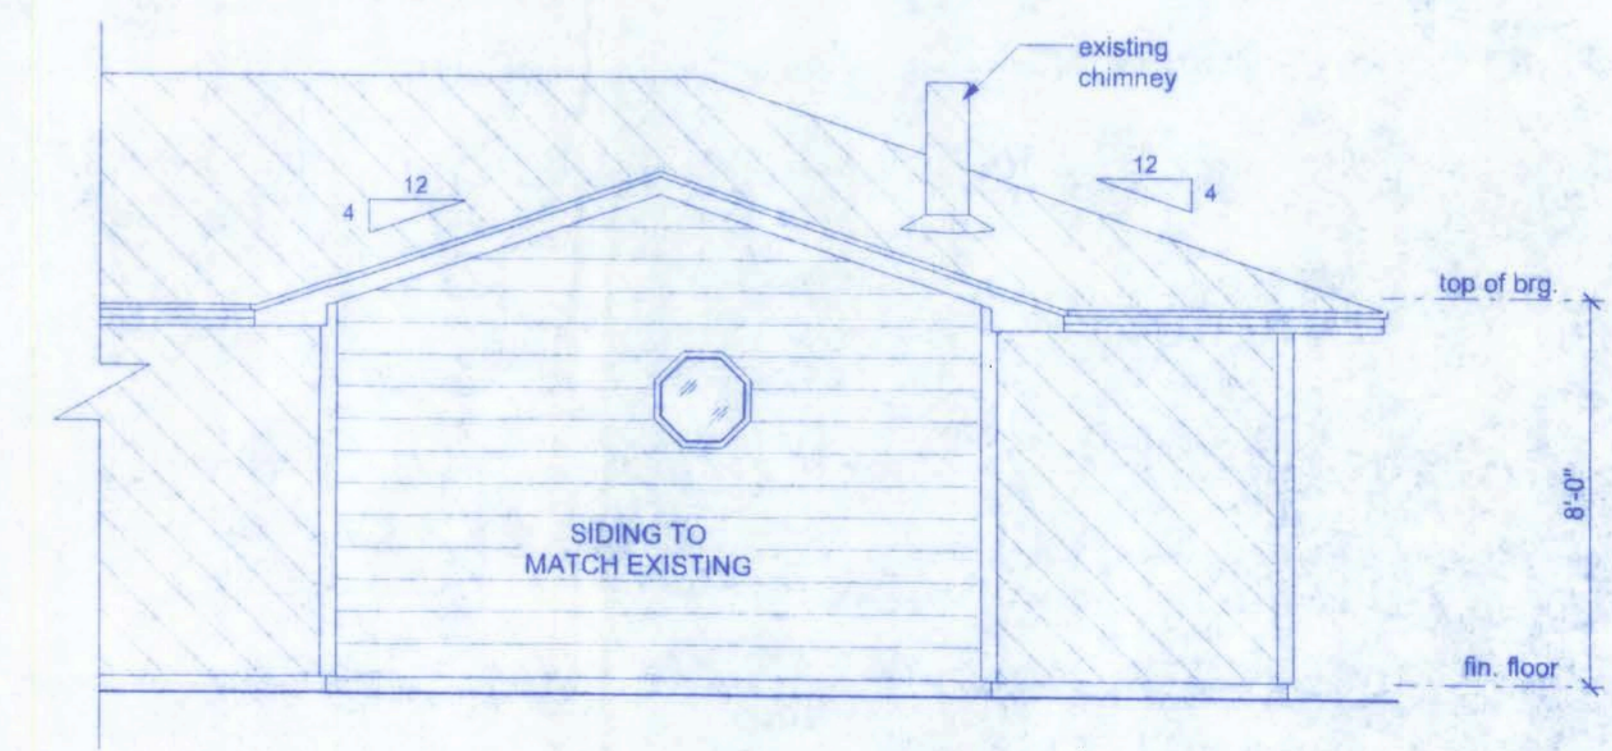 existing
chimney
12
4
12
4
top of brg.
8'-0"
SIDING TO
MATCH EXISTING
fin. floor